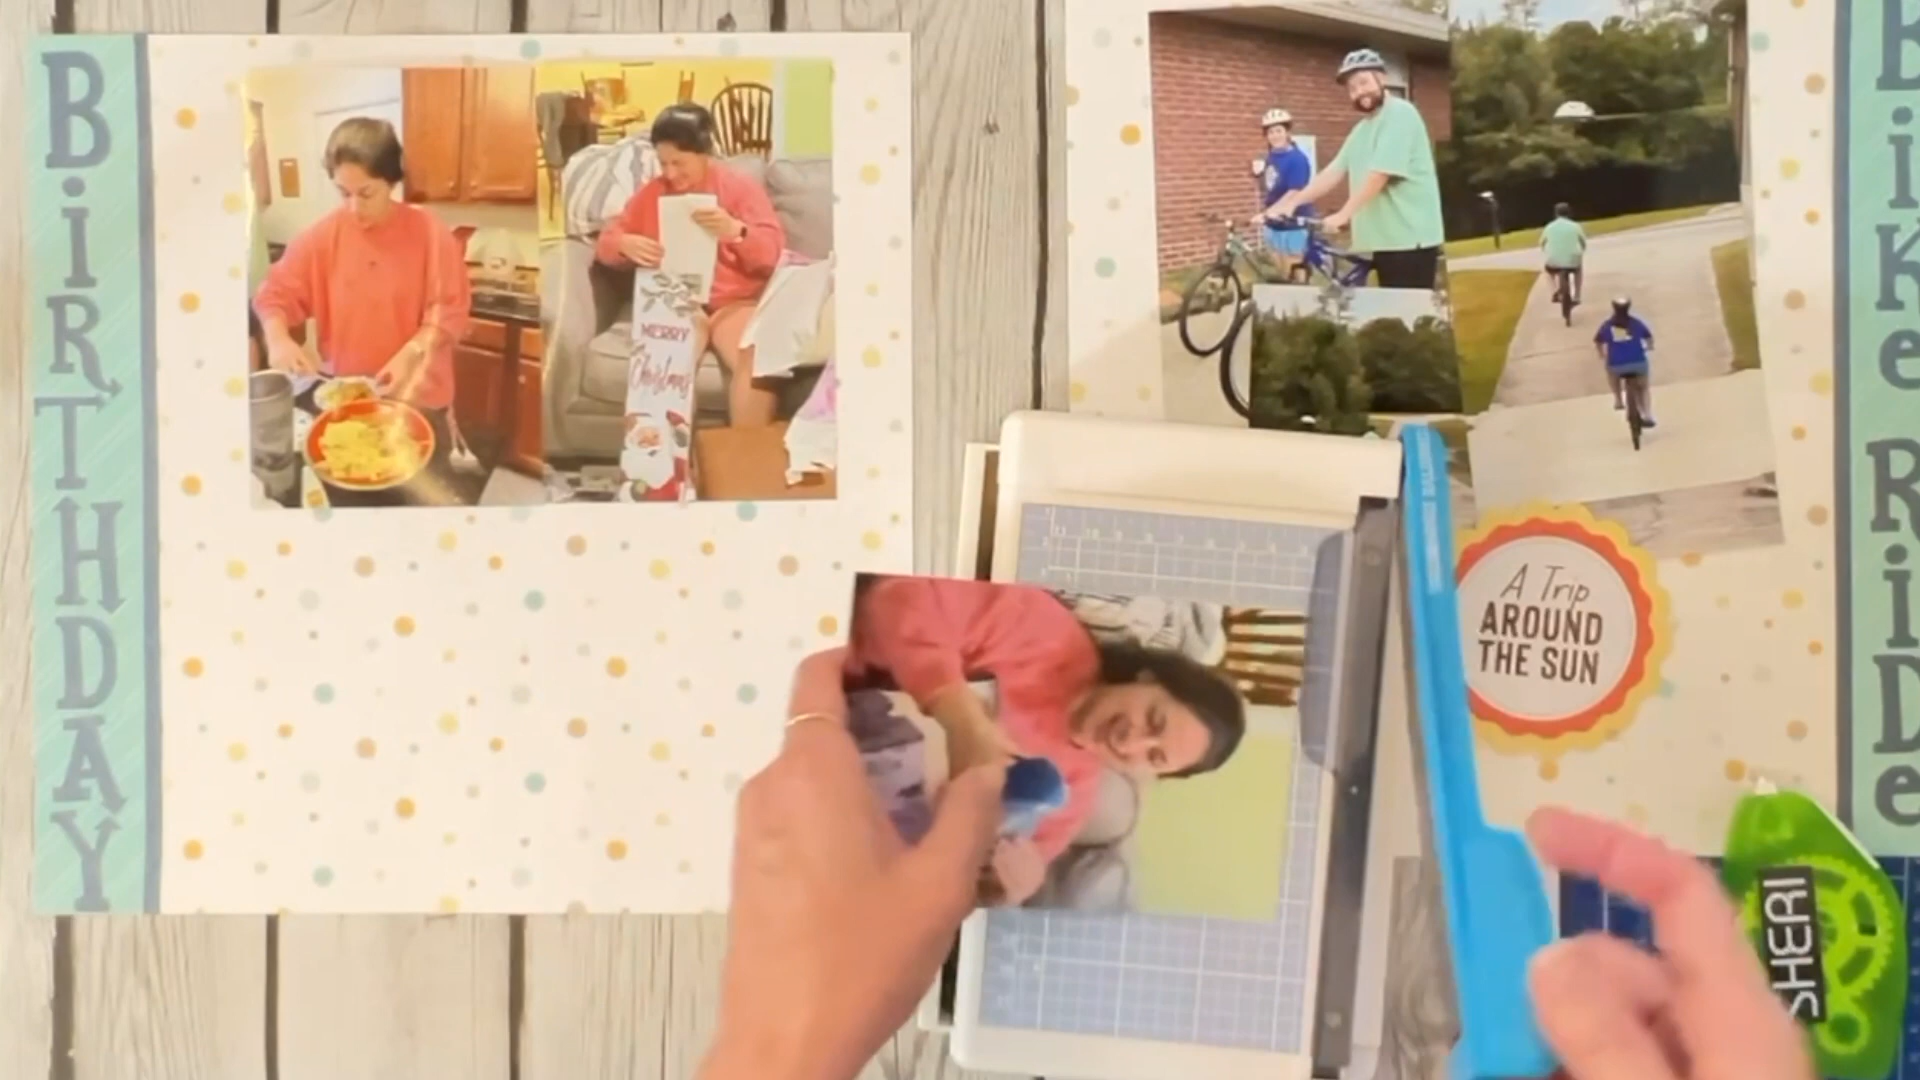 BiRTHDAY
MERRY
Christmas
A Trip
AROUND
THE SUN
BiKe RiDe
SHERI